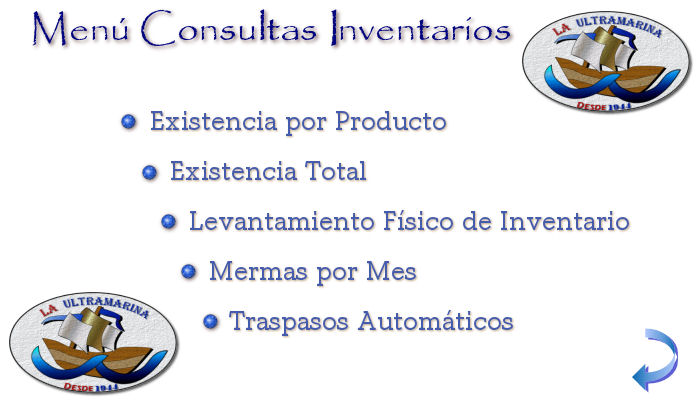 Menú Consultas Inventarios
LA ULTRAMARINA
DESDE 1944
Existencia por Producto
Existencia Total
Levantamiento Físico de Inventario
Mermas por Mes
Traspasos Automáticos
LA ULTRAMARINA
DESDE 1944